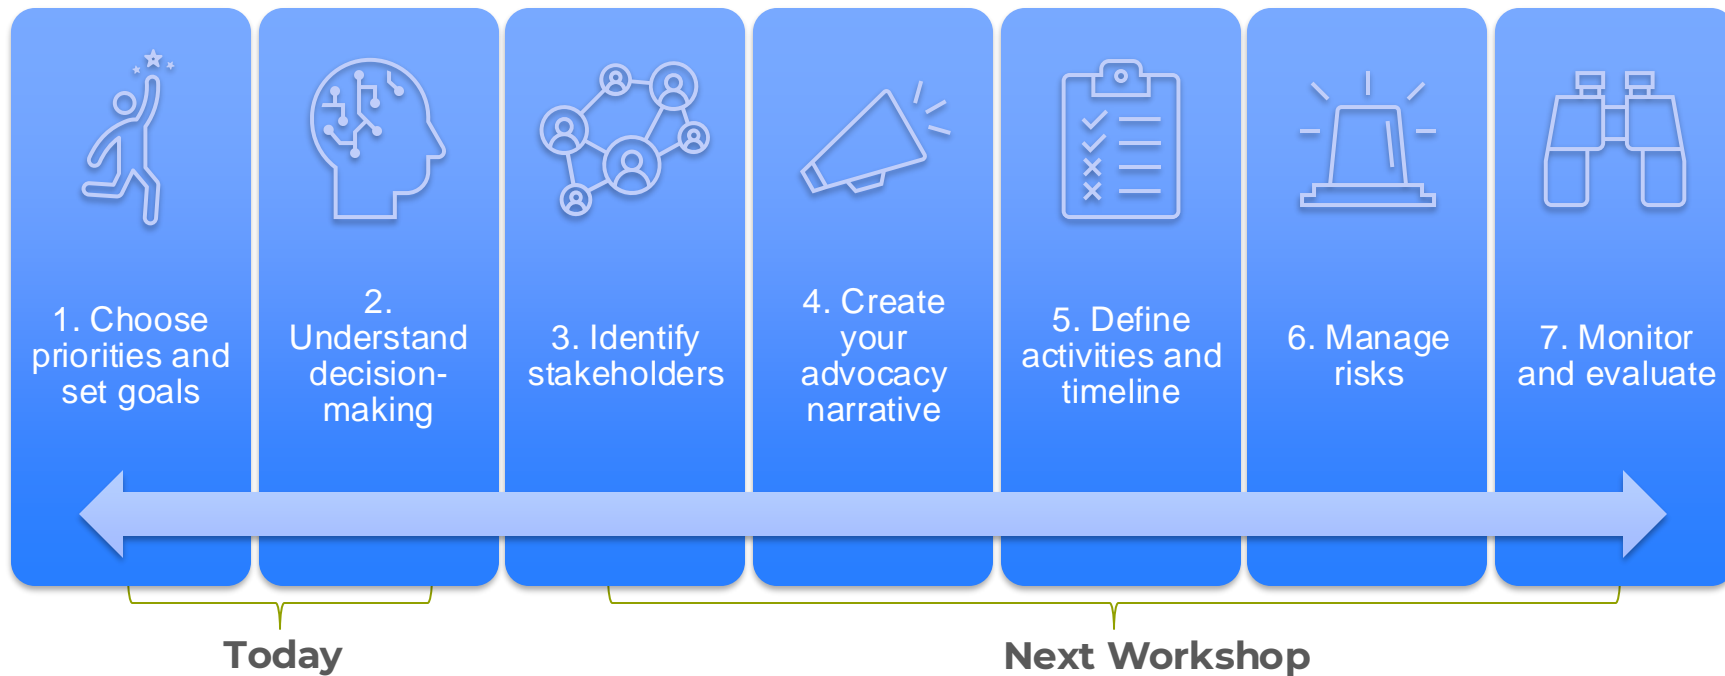 1. Choose
priorities and
set goals
2.
Understand
decision-
making
3. Identify
stakeholders
4. Create
your
advocacy
narrative
5. Define
activities and
timeline
6. Manage
risks
7. Monitor
and evaluate
Today
Next Workshop